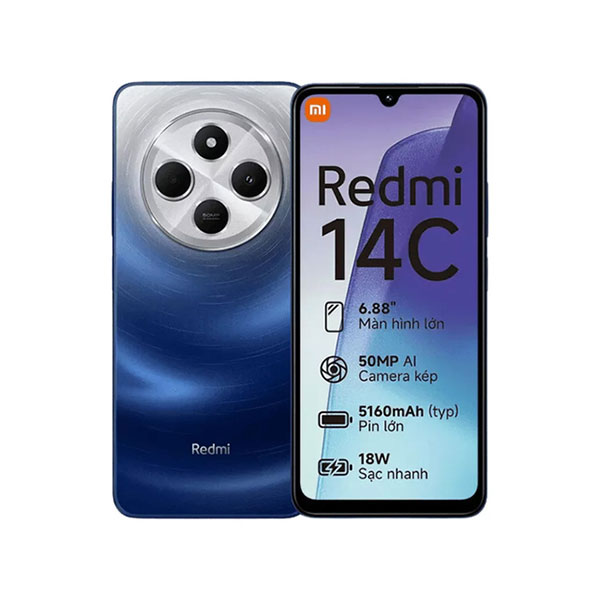 50MP
Redmi
mi
Redmi
14C
6.88"
Màn hình lớn
50MP AI
Camera kép
5160mAh (typ)
Pin lớn
18W
Sạc nhanh